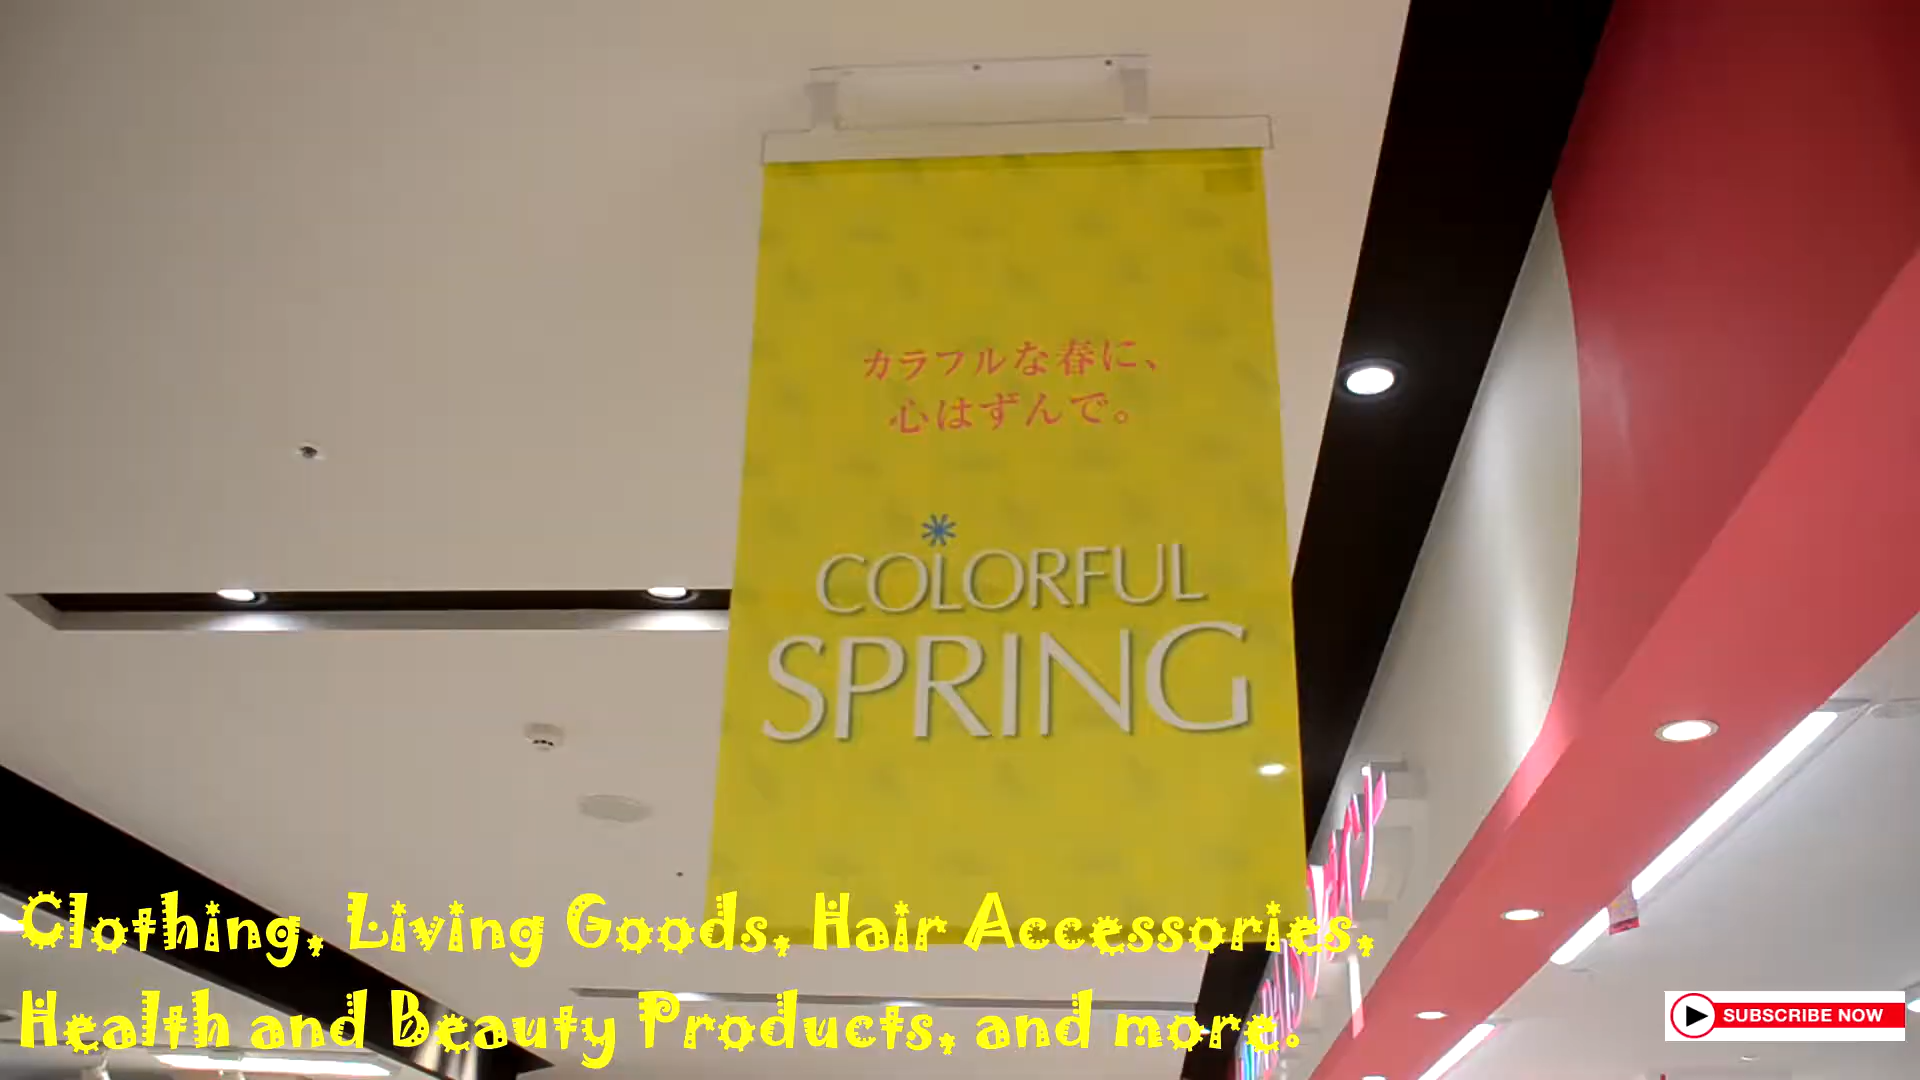 カラフルな春に、
心はずんで。
COLORFUL
SPRING
Clothing, Living Goods, Hair Accessories,
Health and Beauty Products, and more.
SUBSCRIBE NOW